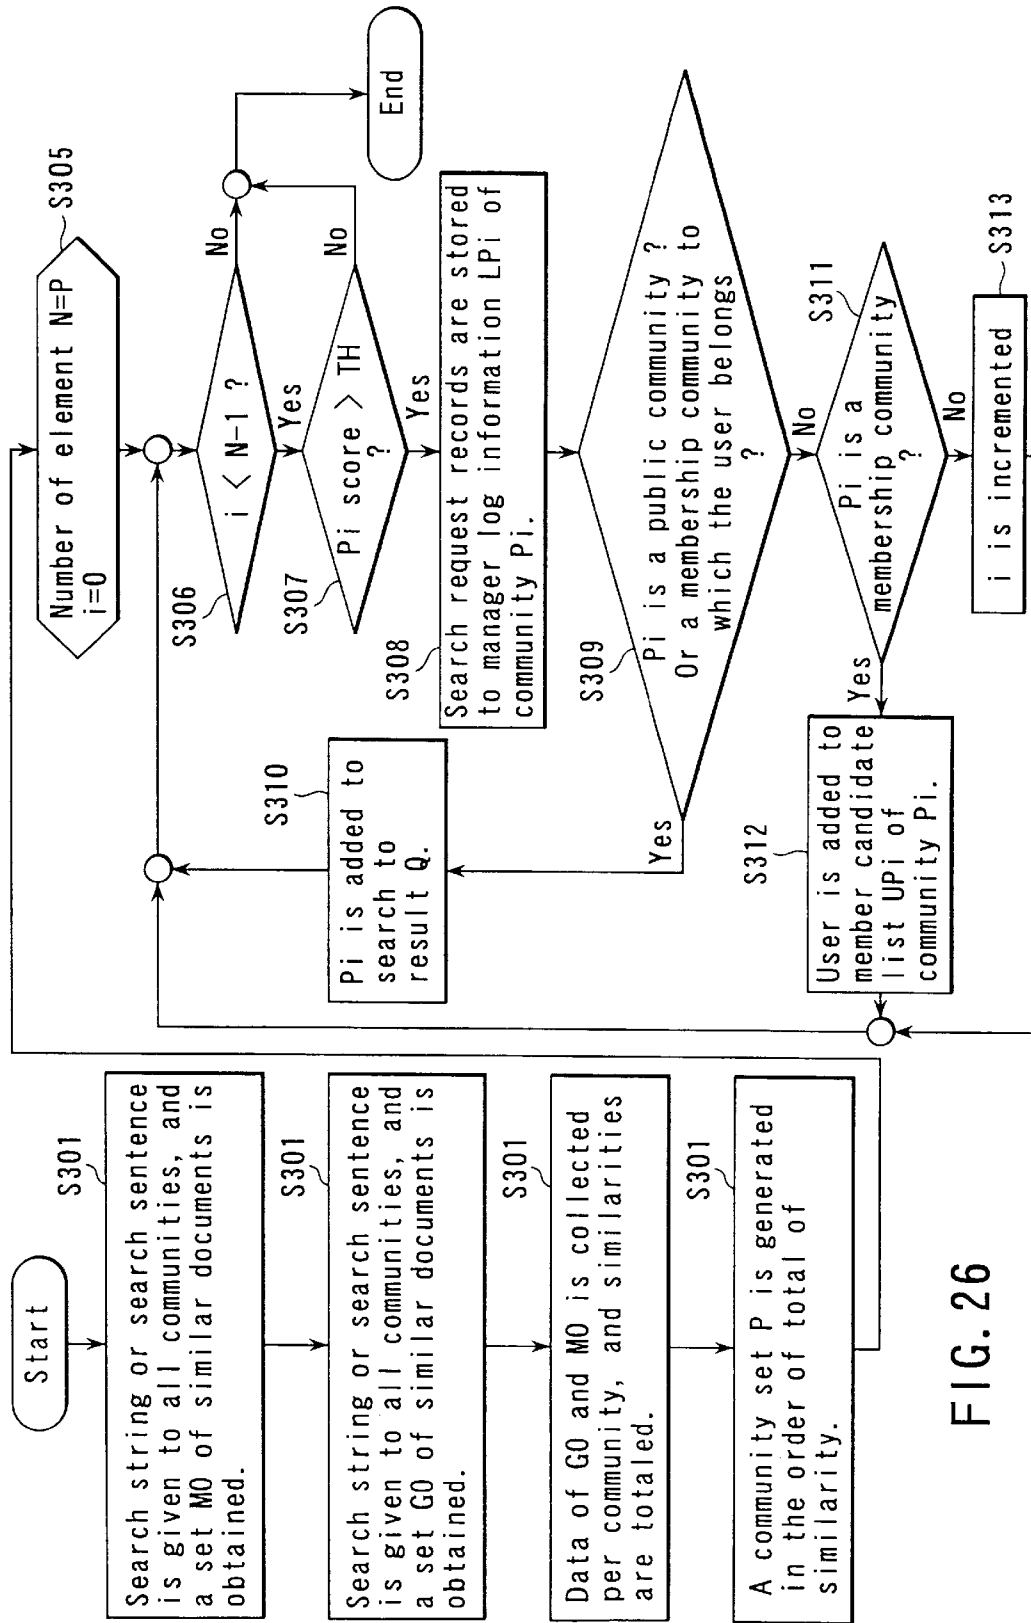 Start
S301
Search string or search sentence
is given to all communities, and
a set M0 of similar documents is
obtained.
S301
Search string or search sentence
is given to all communities, and
a set G0 of similar documents is
obtained.
S301
Data of G0 and M0 is collected
per community, and similarities
are totaled.
S301
A community set P is generated
in the order of total of
similarity.
S305
Number of element N=P
i=0
S306
i < N-1 ?
No
Yes
S307
Pi score > TH
?
No
Yes
End
S308
Search request records are stored
to manager log information LPi of
community Pi.
S309
Pi is a public community ?
Or a membership community to
which the user belongs
?
Yes
No
S310
Pi is added to
search to
result Q.
S311
Pi is a
membership community
?
Yes
No
S312
User is added to
member candidate
list UPi of
community Pi.
S313
i is incremented
FIG. 26